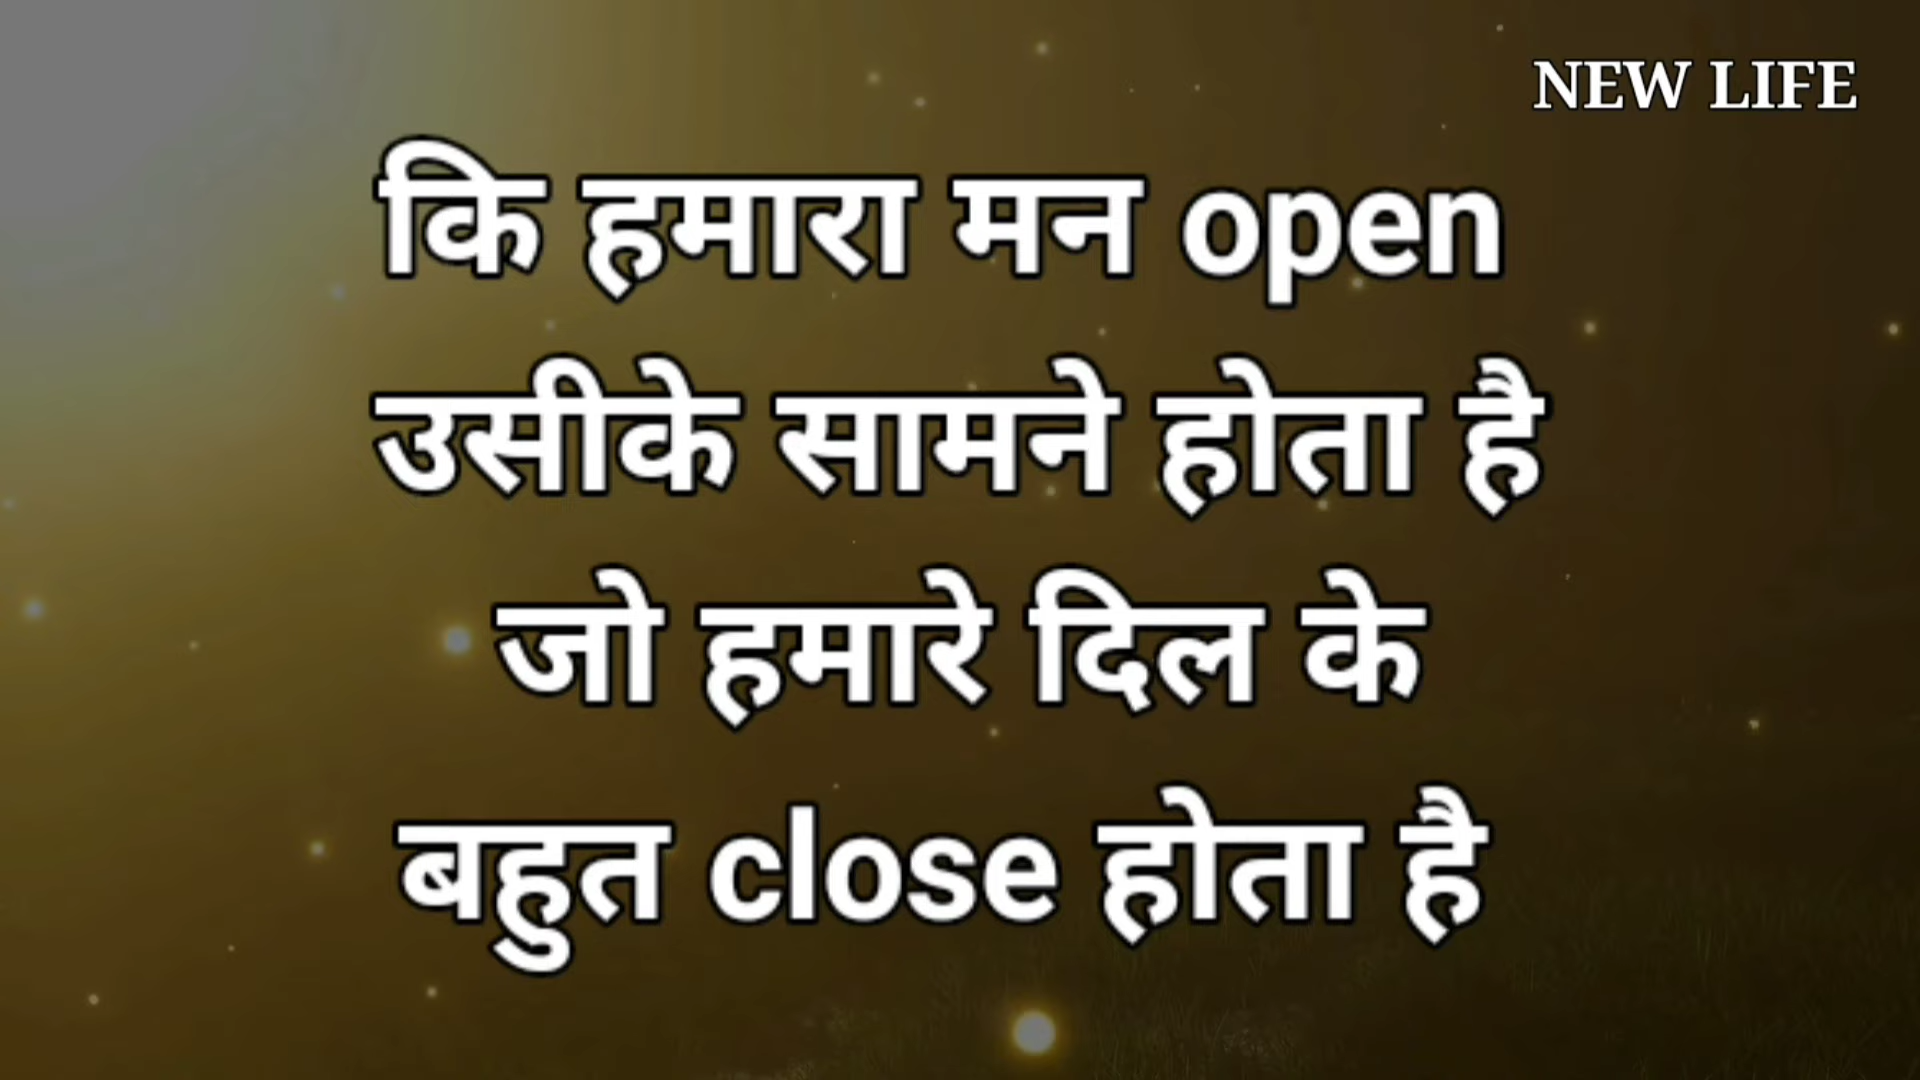 NEW LIFE
कि हमारा मन open
उसीके सामने होता है
जो हमारे दिल के
बहुत close होता है